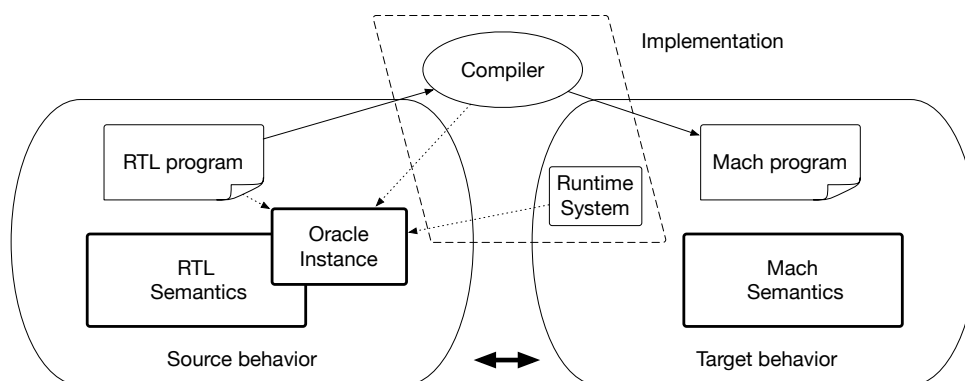 Implementation
Compiler
RTL program
Mach program
Runtime
System
Oracle
Instance
RTL
Semantics
Mach
Semantics
Source behavior
Target behavior